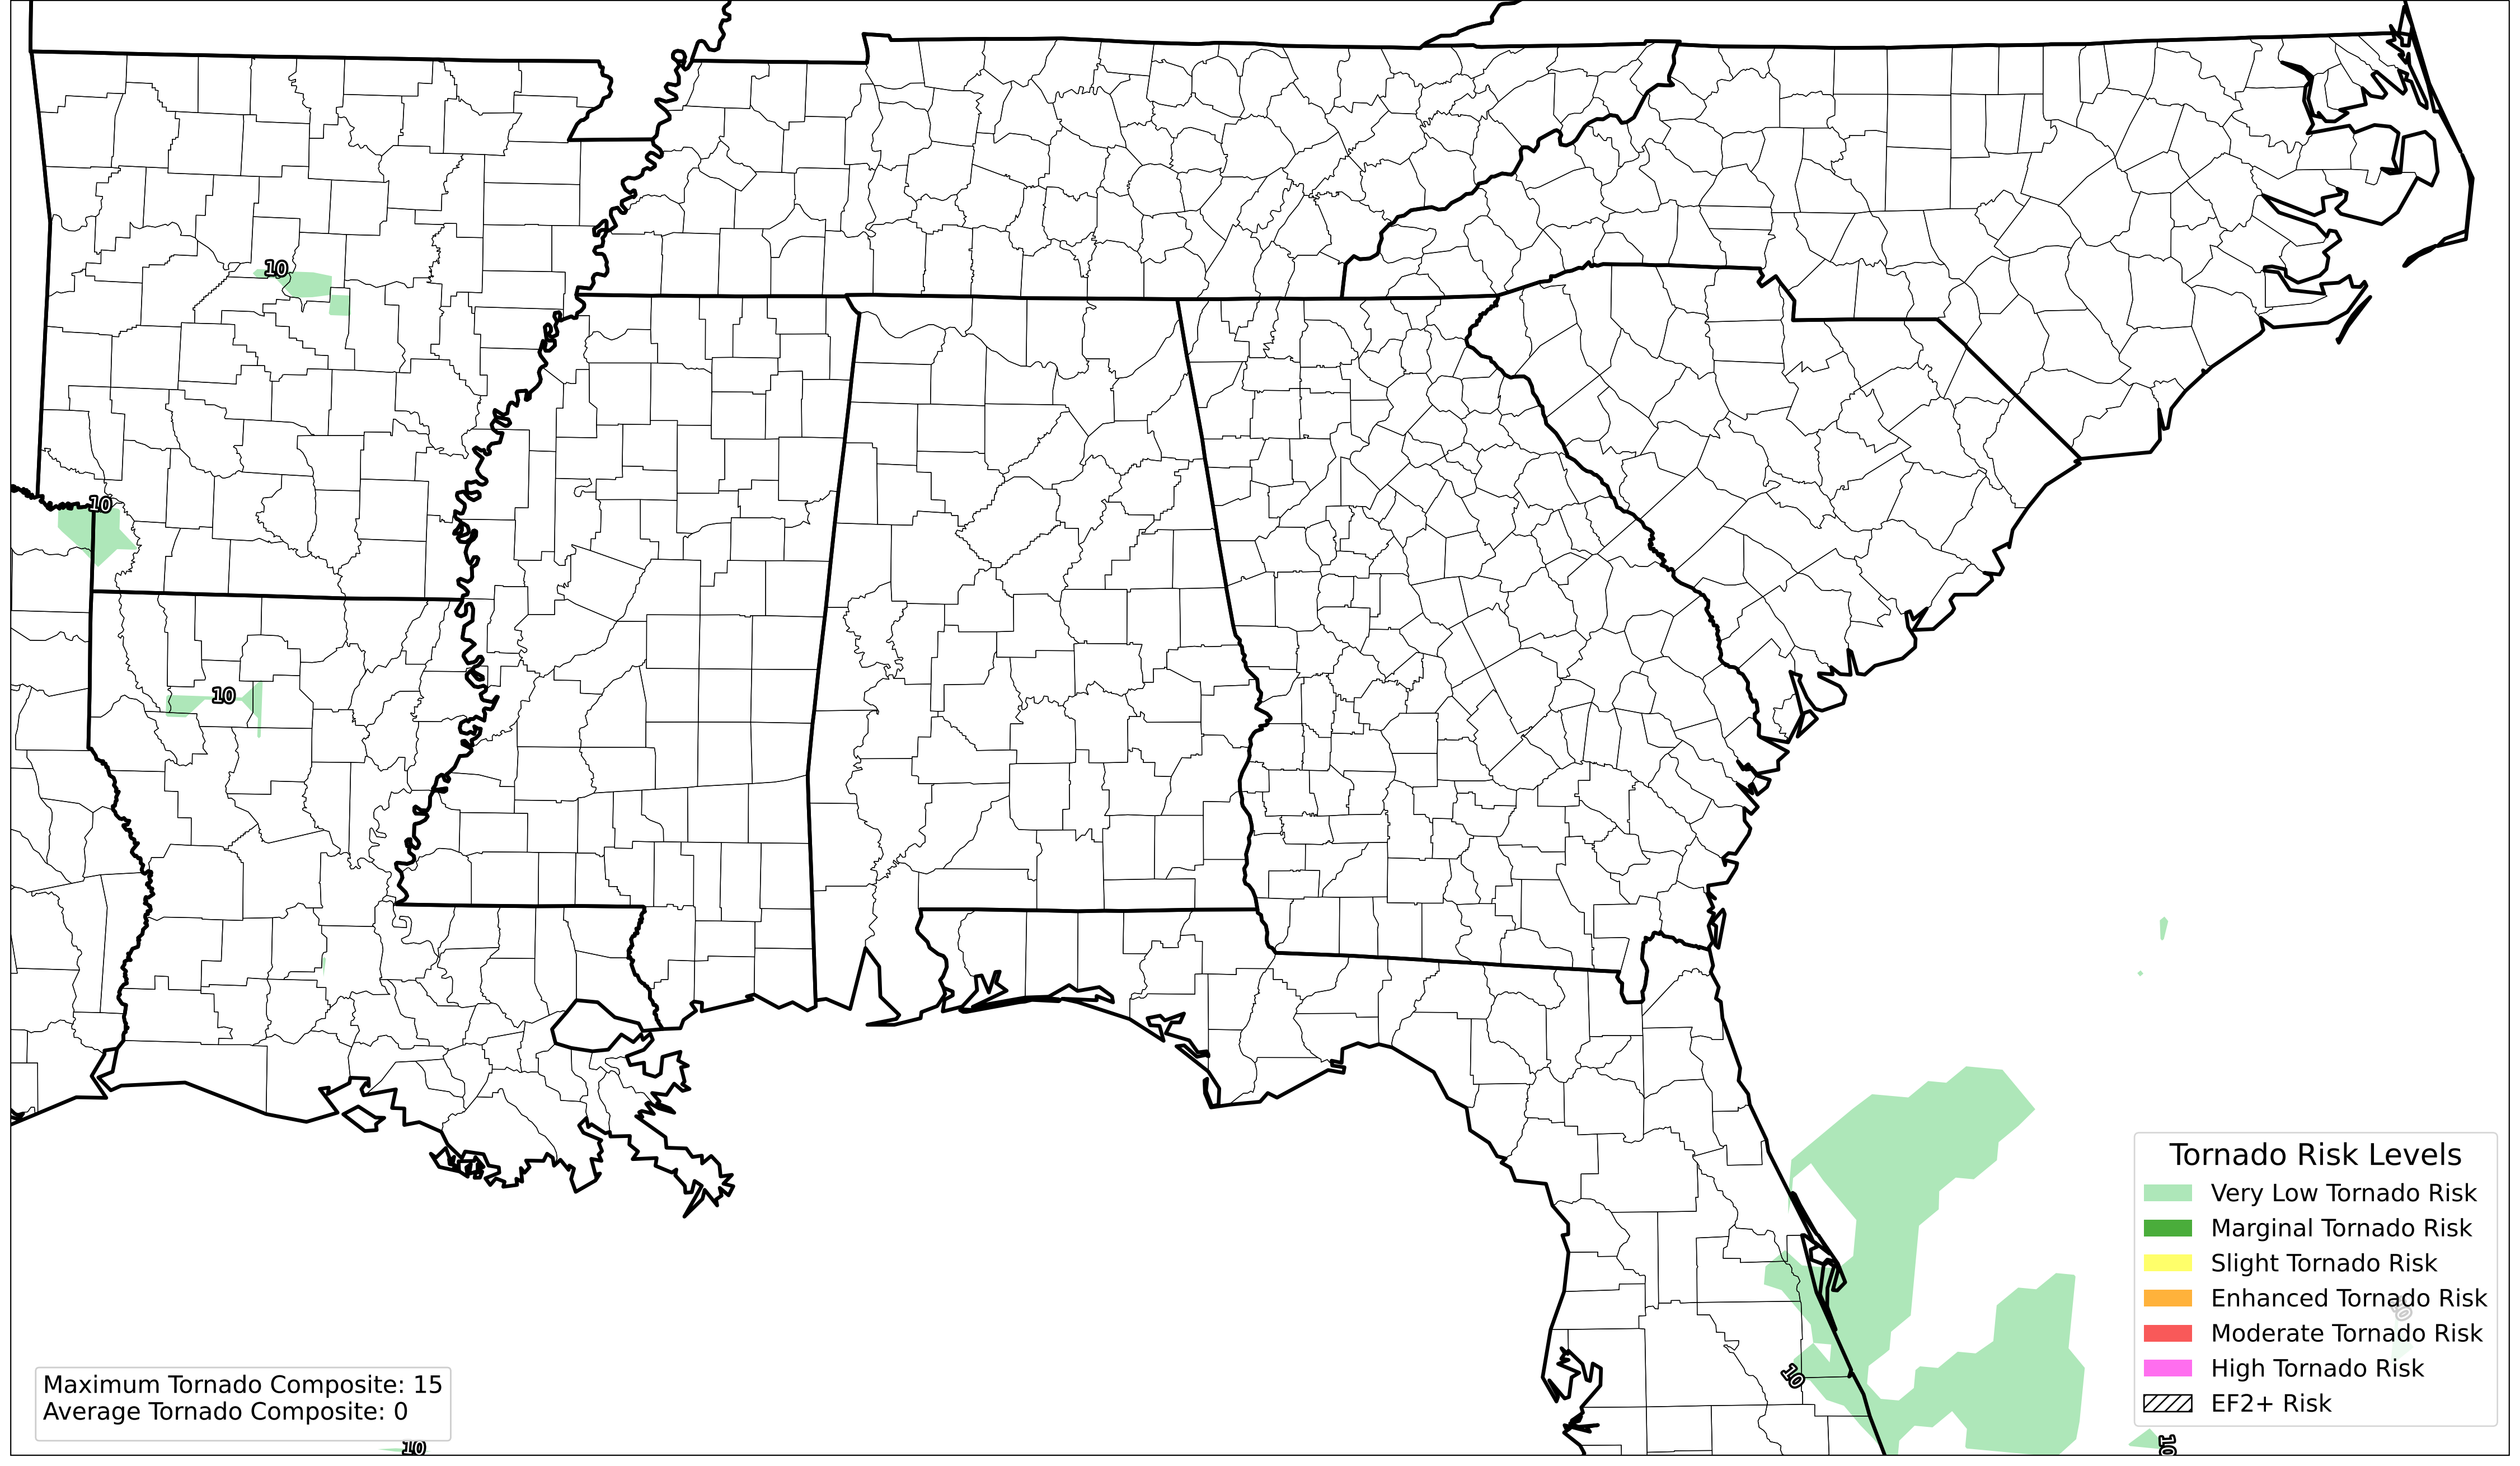 10
10
10
10
Tornado Risk Levels
Very Low Tornado Risk
Marginal Tornado Risk
Slight Tornado Risk
Enhanced Tornado Risk
Moderate Tornado Risk
High Tornado Risk
EF2+ Risk
Maximum Tornado Composite: 15
Average Tornado Composite: 0
10
10